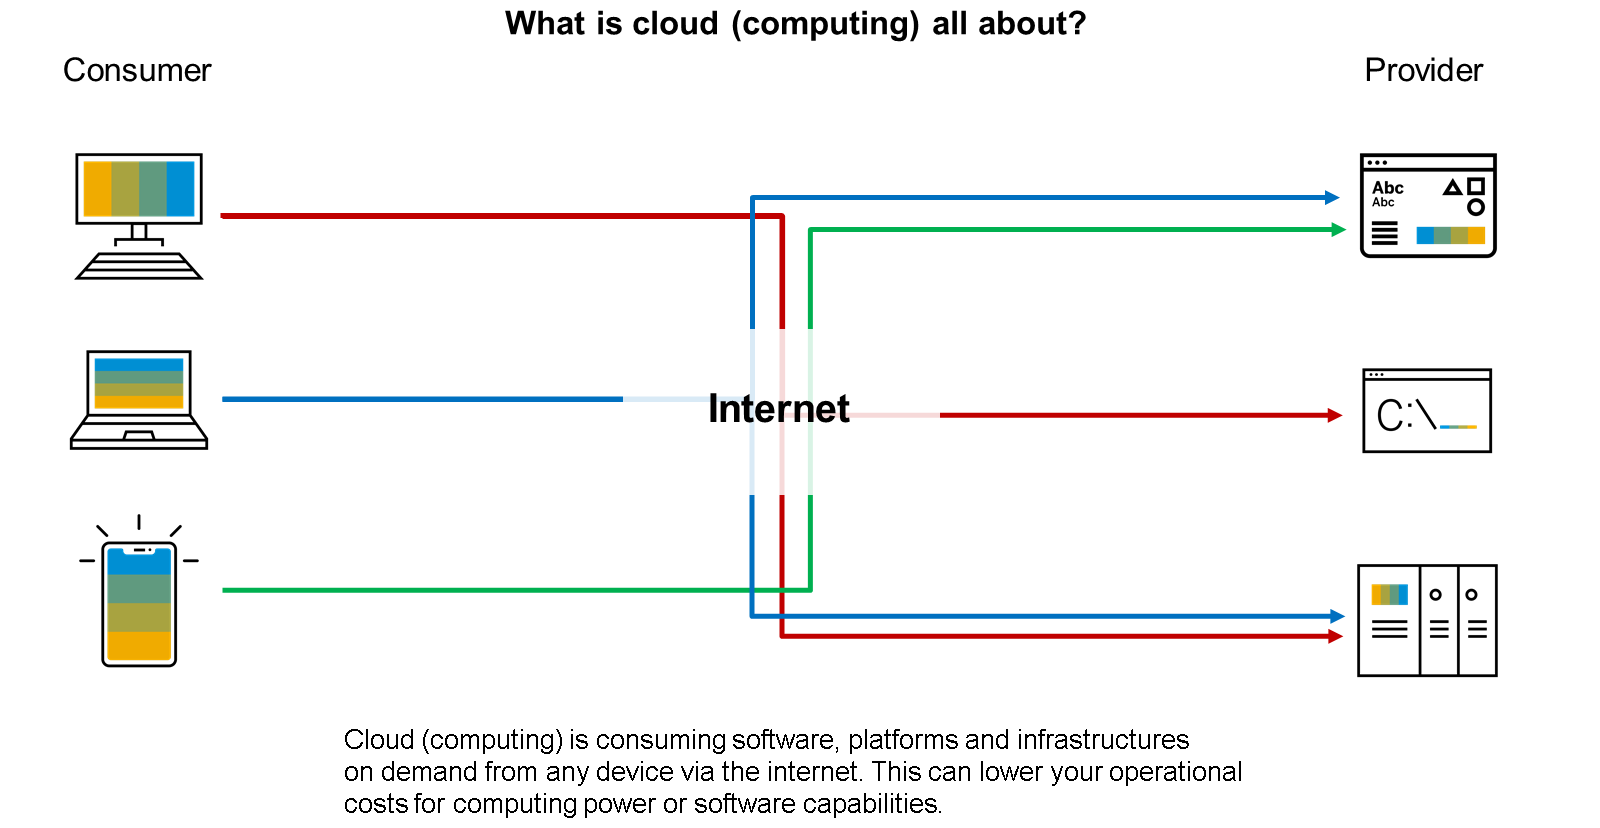 What is cloud (computing) all about?
Consumer
Provider
Abc
Abc
Internet
C:\_
Cloud (computing) is consuming software, platforms and infrastructures
on demand from any device via the internet. This can lower your operational
costs for computing power or software capabilities.